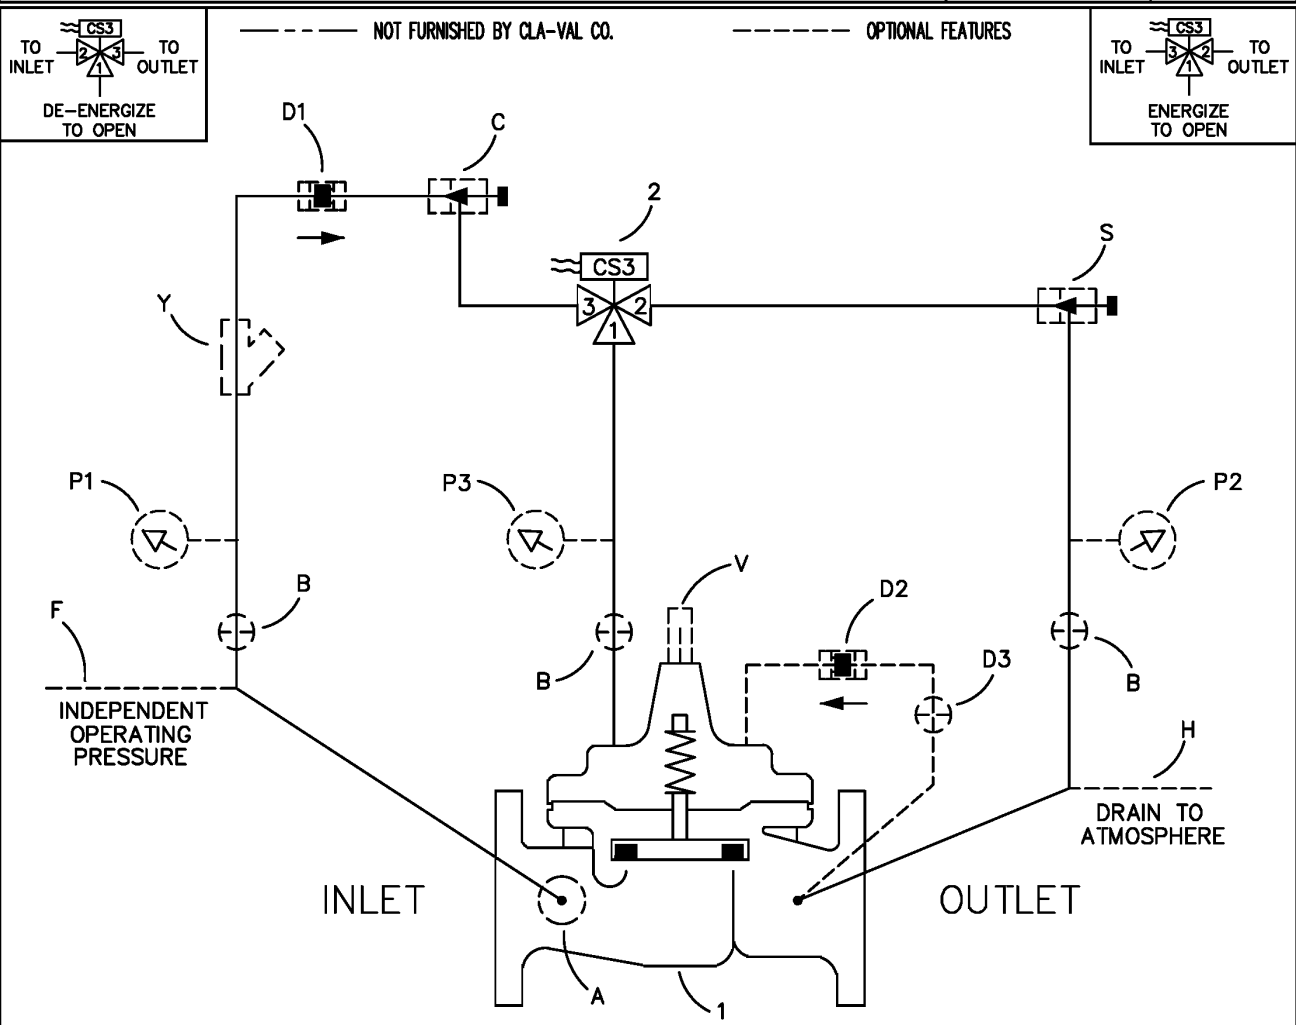 CS3
TO INLET
2
3
1
TO OUTLET
DE-ENERGIZE
TO OPEN
NOT FURNISHED BY CLA-VAL CO.
OPTIONAL FEATURES
CS3
TO INLET
3
2
1
TO OUTLET
ENERGIZE
TO OPEN
D1
C
2
S
CS3
Y
3
2
1
P1
P3
P2
V
F
B
D2
B
D3
B
INDEPENDENT
OPERATING
PRESSURE
H
DRAIN TO
ATMOSPHERE
INLET
OUTLET
A
1